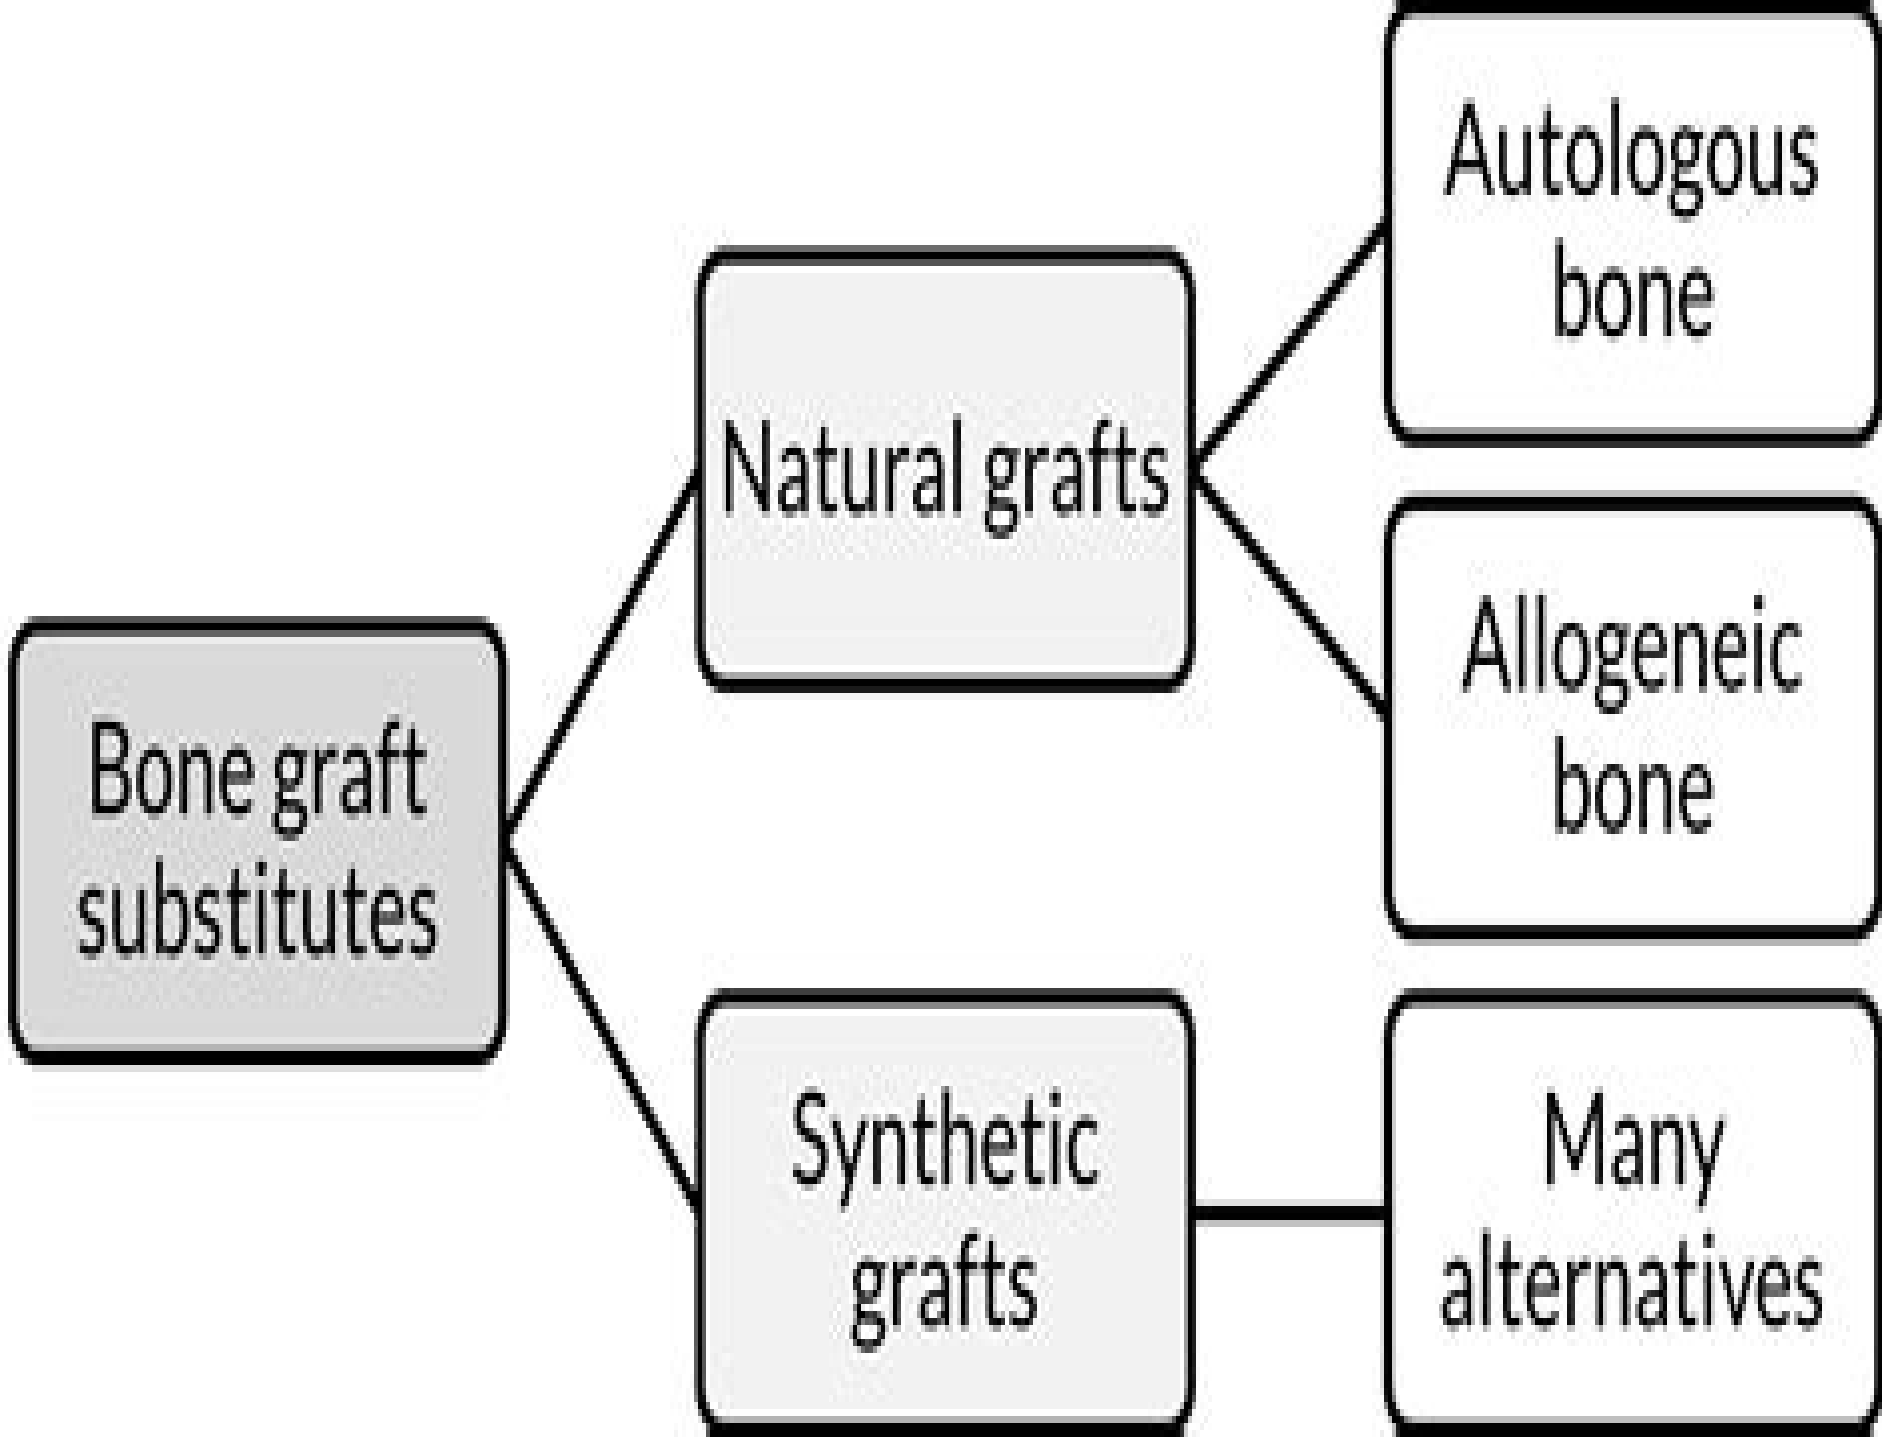 Bone graft
substitutes
Natural grafts
Autologous
bone
Allogeneic
bone
Synthetic
grafts
Many
alternatives